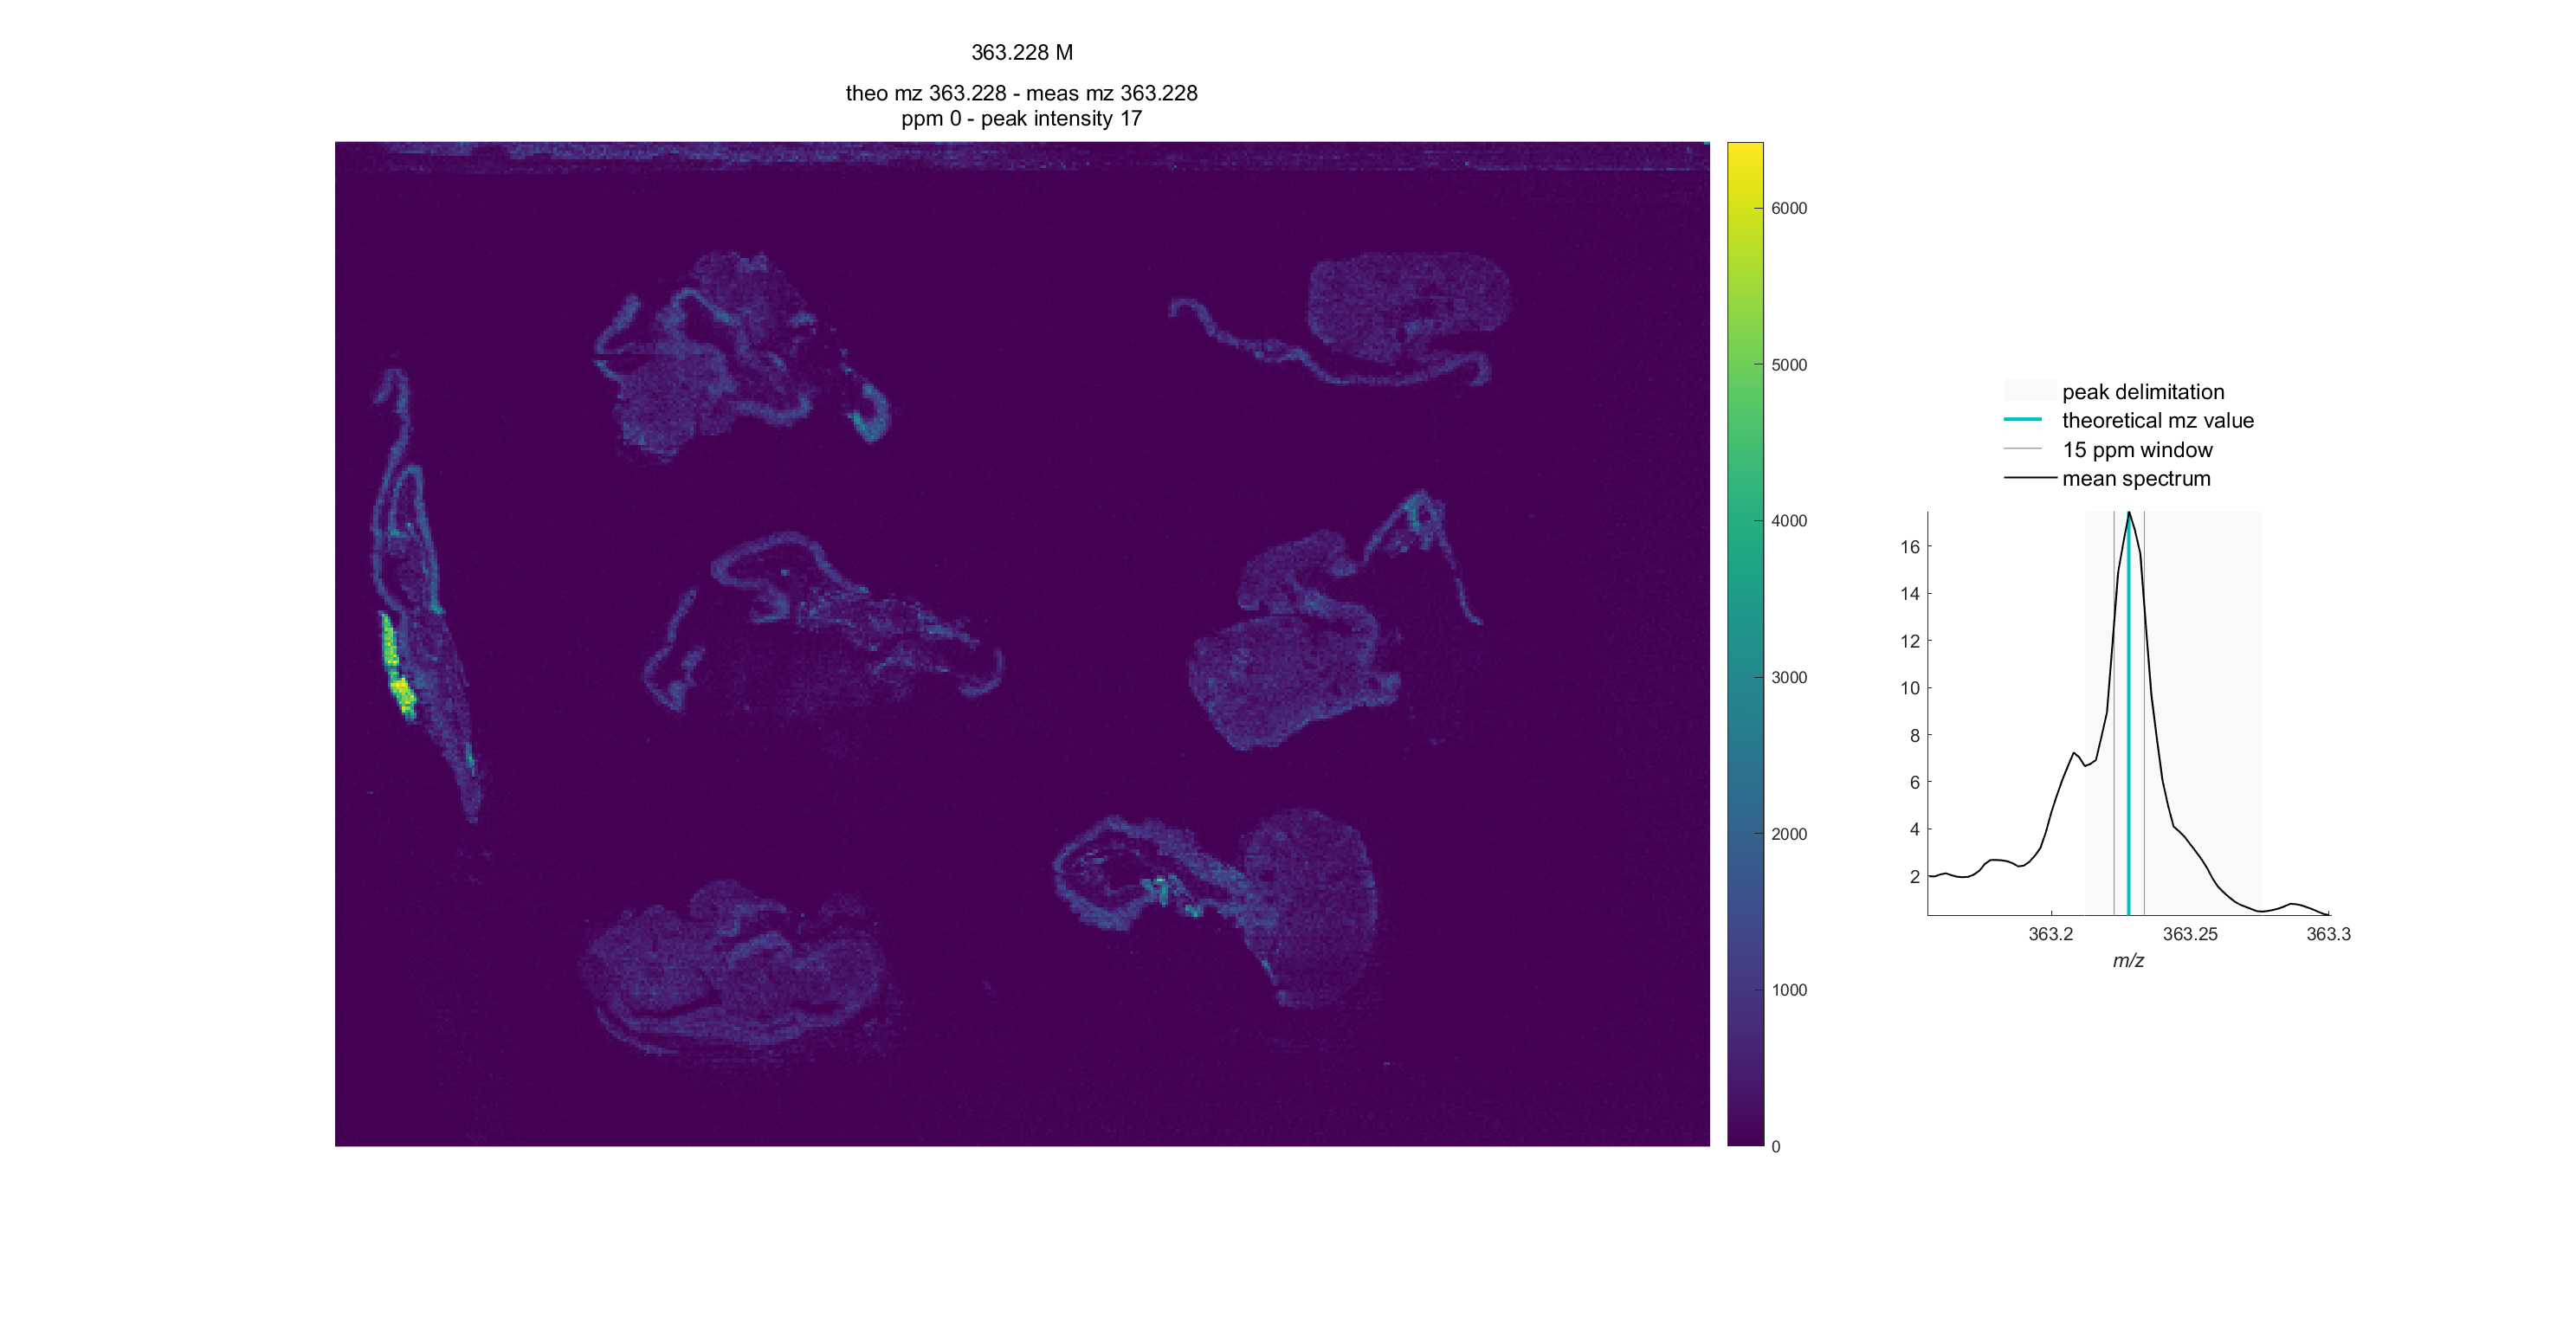 363.228 M
theo mz 363.228 - meas mz 363.228
ppm 0 - peak intensity 17
6000
5000
4000
3000
2000
1000
0
peak delimitation
theoretical mz value
15 ppm window
mean spectrum
16
14
12
10
8
6
4
2
363.2 363.25 363.3
m/z